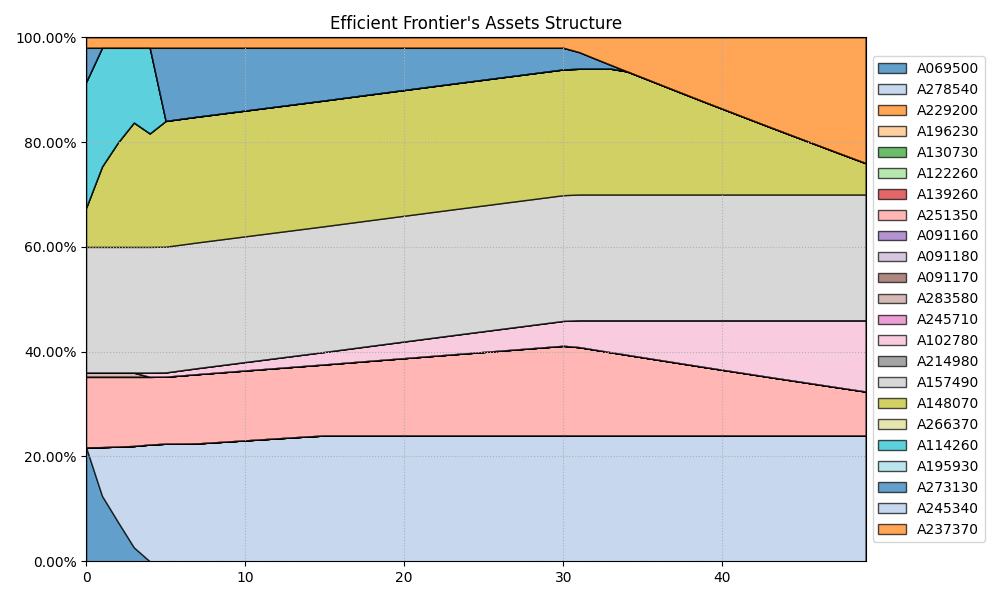 Efficient Frontier's Assets Structure
100.00%
80.00%
60.00%
40.00%
20.00%
0.00%
0
10
20
30
40
A069500
A278540
A229200
A196230
A130730
A122260
A139260
A251350
A091160
A091180
A091170
A283580
A245710
A102780
A214980
A157490
A148070
A266370
A114260
A195930
A273130
A245340
A237370